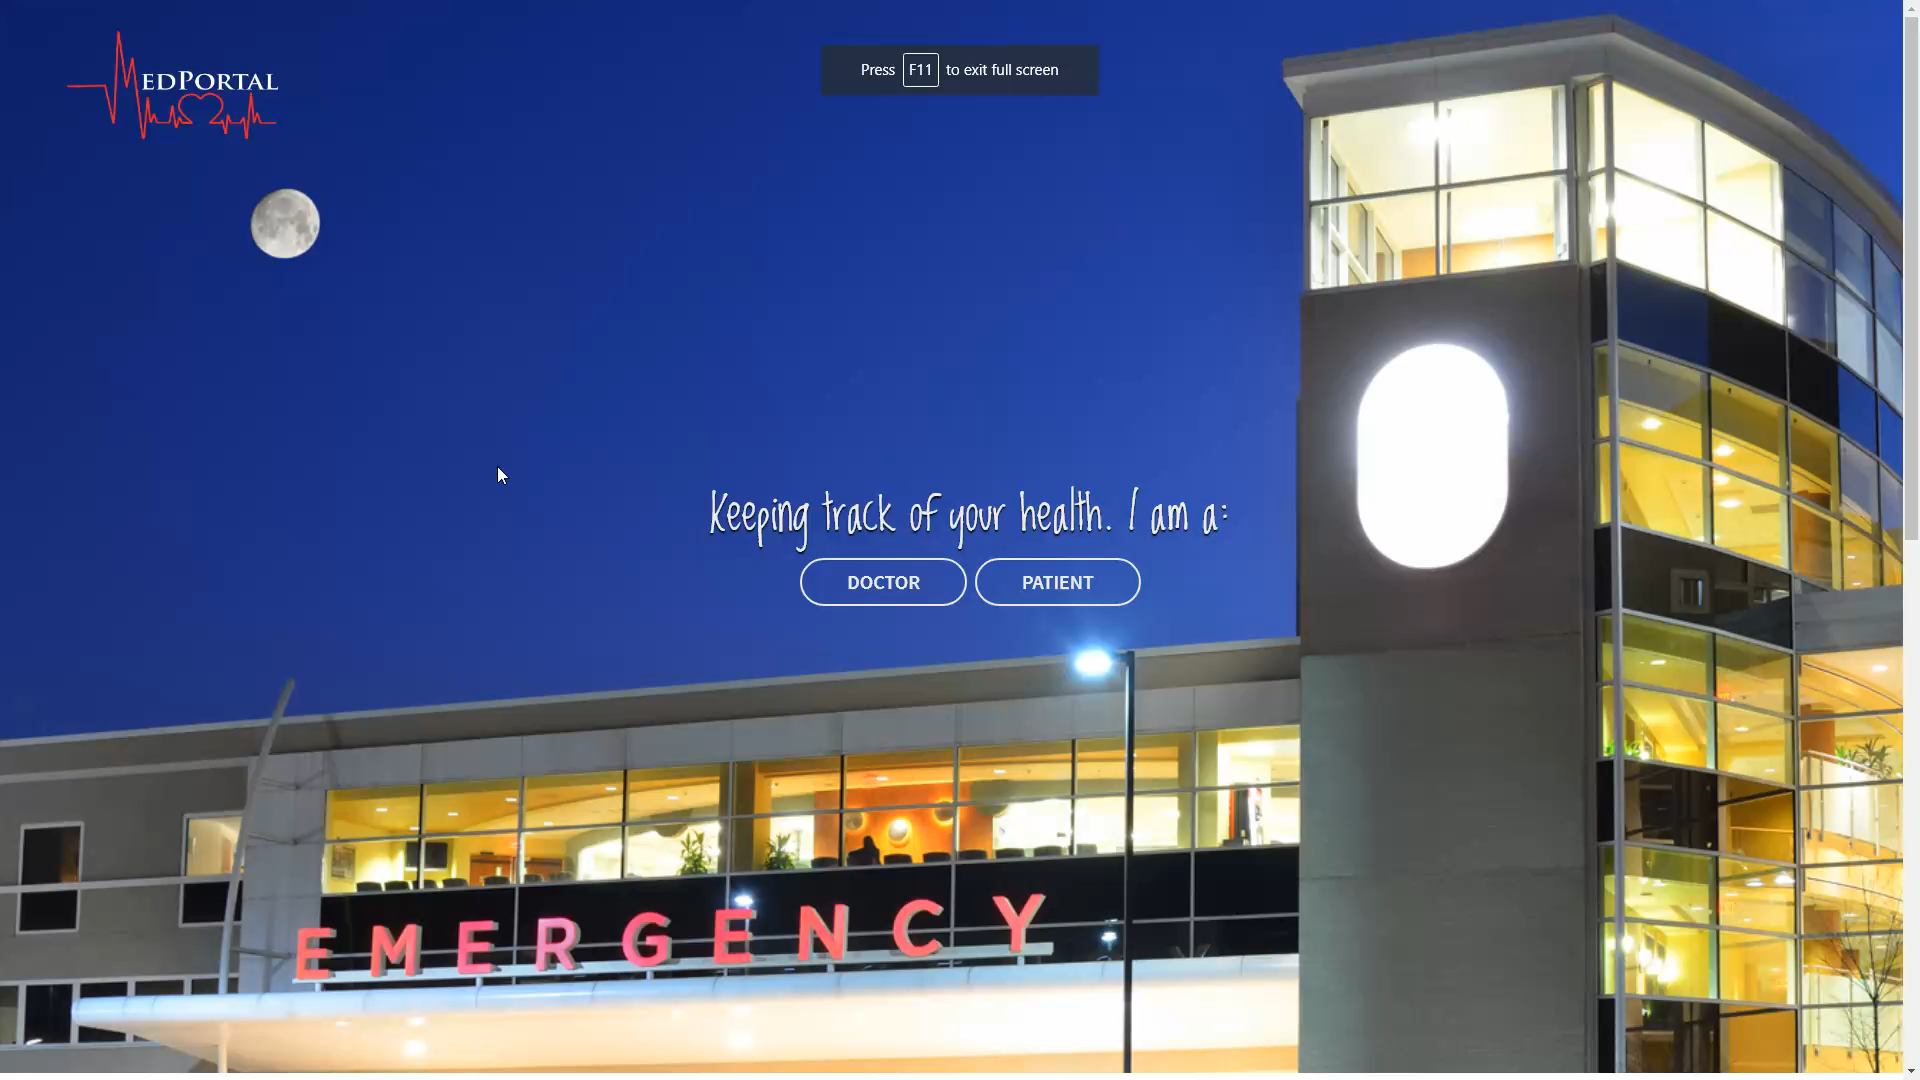 MEDPORTAL
Press F11 to exit full screen
Keeping track of your health. I am a:
DOCTOR PATIENT
EMERGENCY